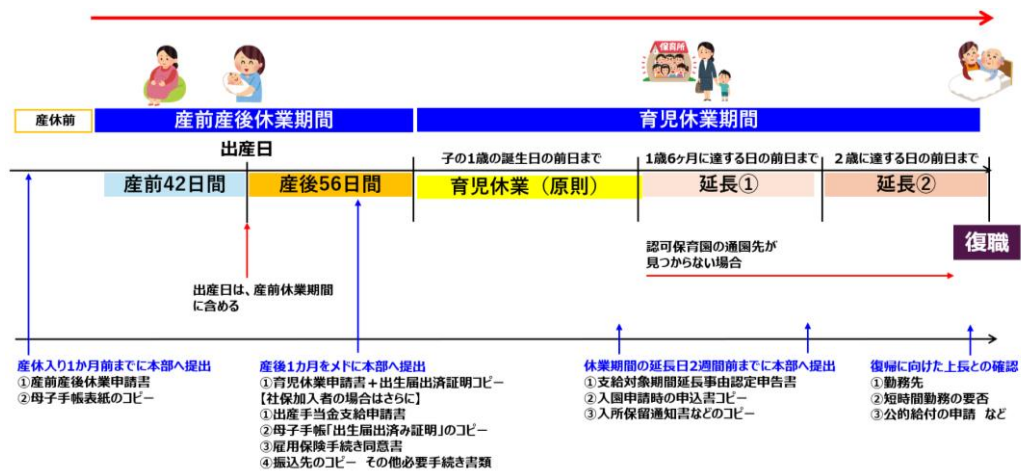 保育所
産休前
産前産後休業期間
育児休業期間
出産日
子の1歳の誕生日の前日まで
1歳6ヶ月に達する日の前日まで
2歳に達する日の前日まで
産前42日間
産後56日間
育児休業（原則）
延長①
延長②
復職
認可保育園の通園先が
見つからない場合
出産日は、産前休業期間
に含める
産休入り1か月前までに本部へ提出
①産前産後休業申請書
②母子手帳表紙のコピー
産後1カ月をメドに本部へ提出
①育児休業申請書＋出生届出済証明コピー
【社保加入者の場合はさらに】
①出産手当金支給申請書
②母子手帳「出生届出済み証明」のコピー
③雇用保険手続き同意書
④振込先のコピー　その他必要手続き書類
休業期間の延長日2週間前までに本部へ提出
①支給対象期間延長事由認定申告書
②入園申請時の申込書コピー
③入所保留通知書などのコピー
復帰に向けた上長との確認
①勤務先
②短時間勤務の要否
③公的給付の申請　など